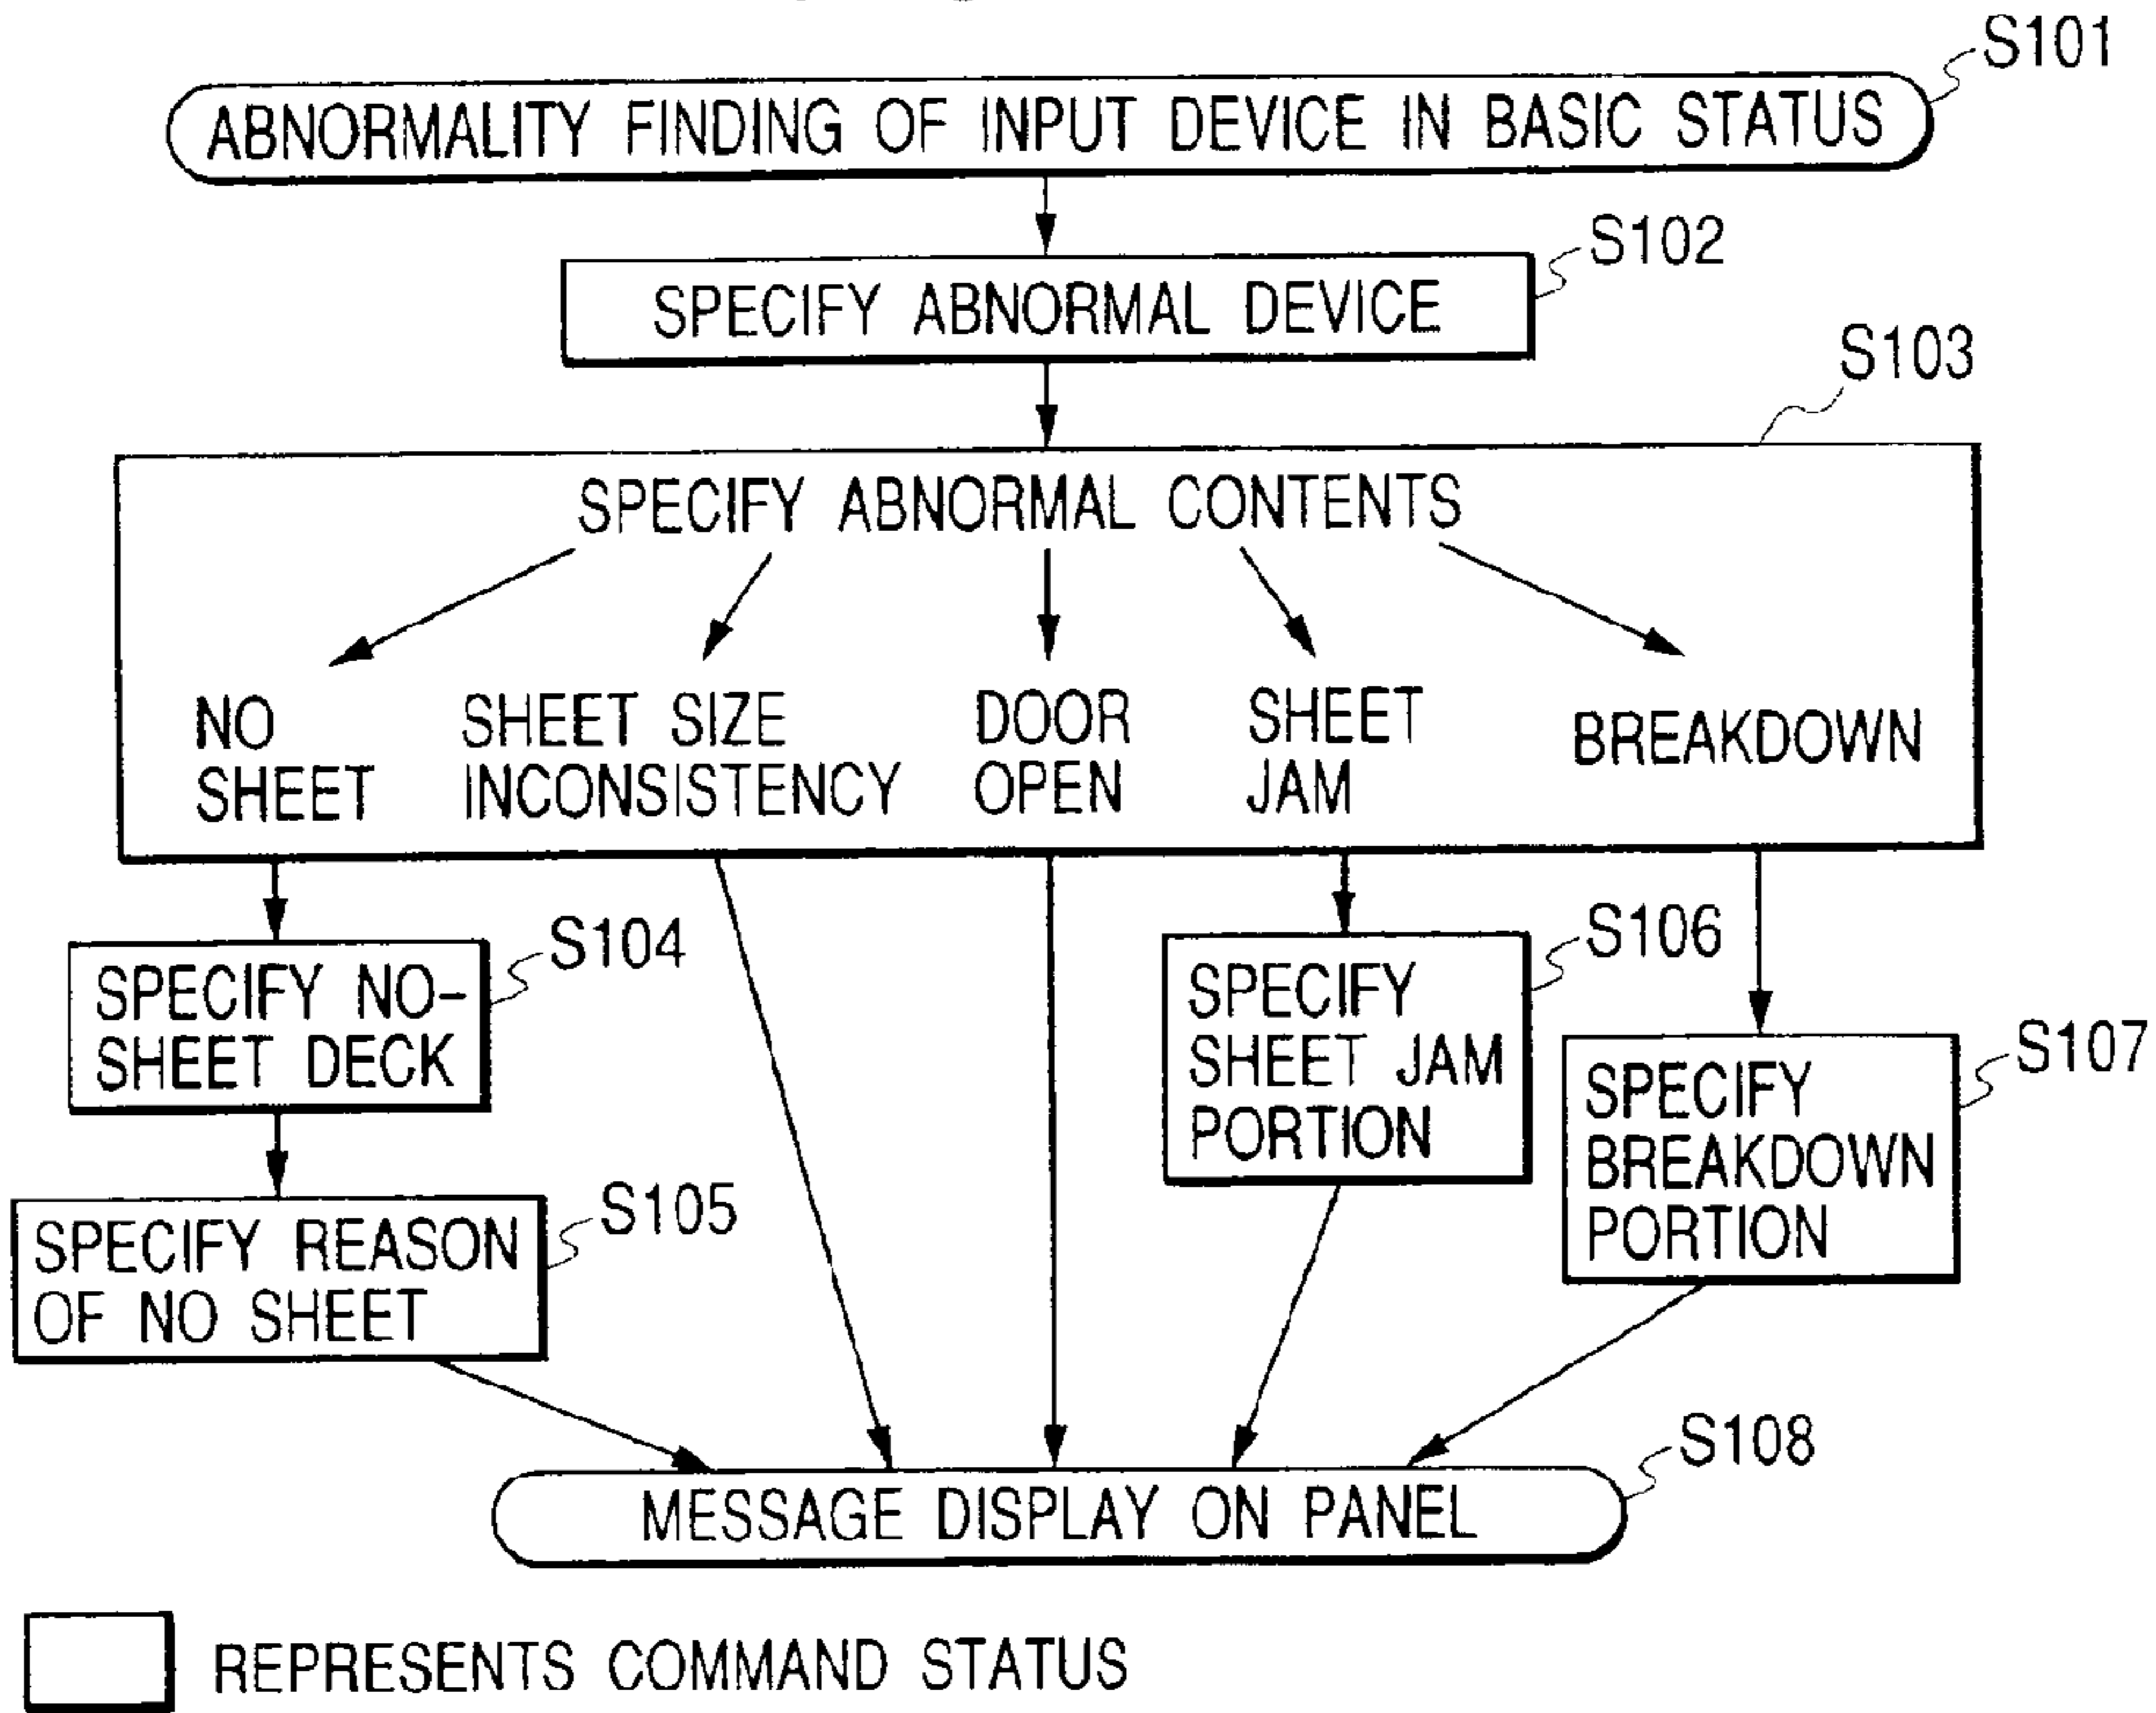 S101
ABNORMALITY FINDING OF INPUT DEVICE IN BASIC STATUS
S102
SPECIFY ABNORMAL DEVICE
S103
SPECIFY ABNORMAL CONTENTS
NO
SHEET
SHEET SIZE
INCONSISTENCY
DOOR
OPEN
SHEET
JAM
BREAKDOWN
S104
SPECIFY NO-
SHEET DECK
S105
SPECIFY REASON
OF NO SHEET
S106
SPECIFY
SHEET JAM
PORTION
S107
SPECIFY
BREAKDOWN
PORTION
S108
MESSAGE DISPLAY ON PANEL
REPRESENTS COMMAND STATUS